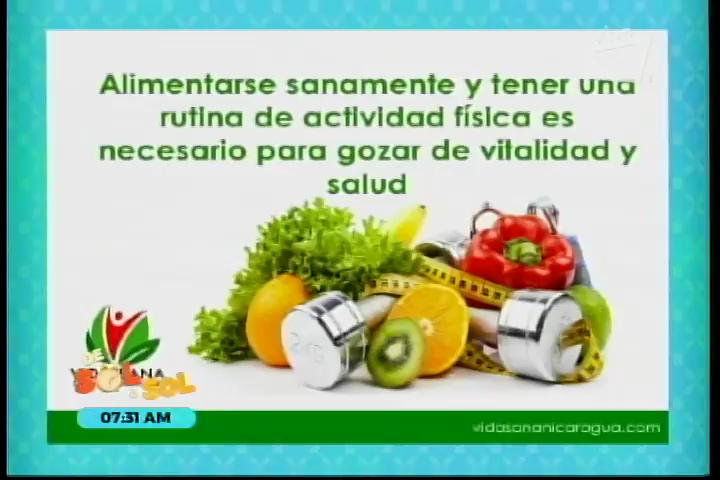 Alimentarse sanamente y tener una
rutina de actividad física es
necesario para gozar de vitalidad y
salud
2KG
DE
SOL
a SOL
07:31 AM
vidasananicaragua.com